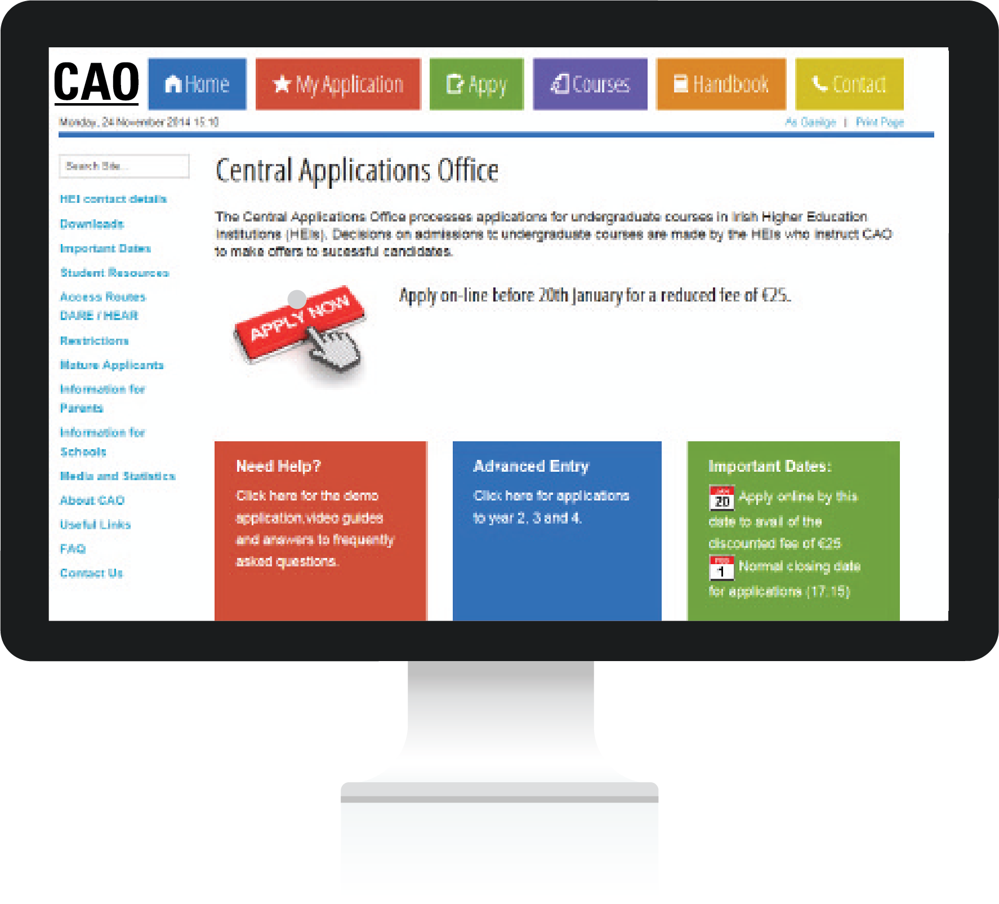 CAO
Home
My Application
Appy
Courses
Handbook
Contact
Monday, 24 November 2014 15:10
As Gaeilge | Print Page
Search Site...
HEI contact details
Downloads
Important Dates
Student Resources
Access Routes
DARE / HEAR
Restrictions
Mature Applicants
Information for
Parents
Information for
Schools
Media and Statistics
About CAO
Useful Links
FAQ
Contact Us
Central Applications Office
The Central Applications Office processes applications for undergraduate courses in Irish Higher Education
Institutions (HEIs). Decisions on admissions to undergraduate courses are made by the HEIs who instruct CAO
to make offers to sucessful candidates.
APPLY NOW
Apply on-line before 20th January for a reduced fee of €25.
Need Help?
Click here for the demo
application, video guides
and answers to frequently
asked questions.
Advanced Entry
Click here for applications
to year 2, 3 and 4.
Important Dates:
JAN
20 Apply online by this
date to avail of the
discounted fee of €25
FEB
1 Normal closing date
for applications (17:15)